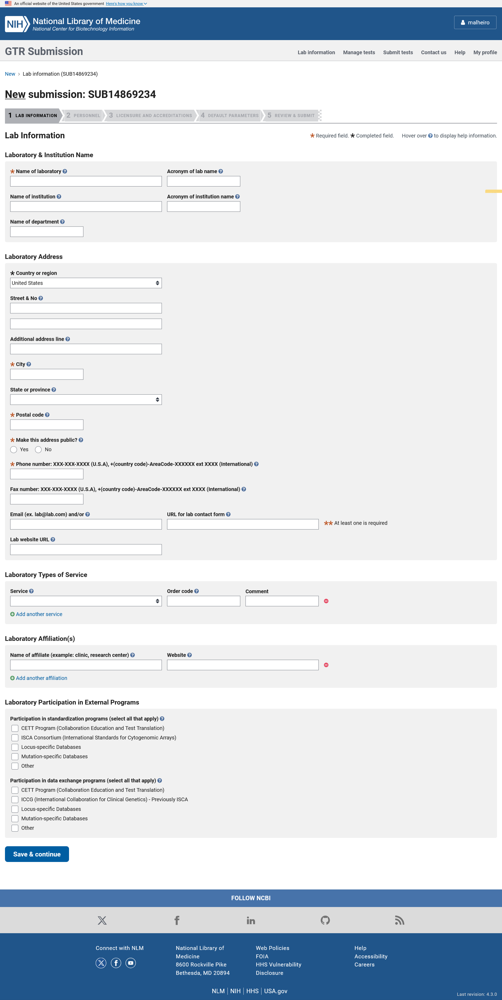 An official website of the United States government Here's how you know
NIH National Library of Medicine
National Center for Biotechnology Information
malheiro
GTR Submission
Lab information Manage tests Submit tests Contact us Help My profile
New > Lab information (SUB14869234)
New submission: SUB14869234
1 LAB INFORMATION 2 PERSONNEL 3 LICENSURE AND ACCREDITATIONS 4 DEFAULT PARAMETERS 5 REVIEW & SUBMIT
Lab Information
* Required field. * Completed field. Hover over ? to display help information.
Laboratory & Institution Name
* Name of laboratory ? Acronym of lab name ?
Name of institution ? Acronym of institution name ?
Name of department ?
Laboratory Address
* Country or region
United States
Street & No ?
Additional address line ?
* City ?
State or province ?
* Postal code ?
* Make this address public? ?
Yes No
* Phone number: XXX-XXX-XXXX (U.S.A), +(country code)-AreaCode-XXXXXX ext XXXX (International) ?
Fax number: XXX-XXX-XXXX (U.S.A), +(country code)-AreaCode-XXXXXX ext XXXX (International) ?
Email (ex. lab@lab.com) and/or ? URL for lab contact form ?
** At least one is required
Lab website URL ?
Laboratory Types of Service
Service ? Order code ? Comment
Add another service
Laboratory Affiliation(s)
Name of affiliate (example: clinic, research center) ? Website ?
Add another affiliation
Laboratory Participation in External Programs
Participation in standardization programs (select all that apply) ?
CETT Program (Collaboration Education and Test Translation)
ISCA Consortium (International Standards for Cytogenomic Arrays)
Locus-specific Databases
Mutation-specific Databases
Other
Participation in data exchange programs (select all that apply) ?
CETT Program (Collaboration Education and Test Translation)
ICCG (International Collaboration for Clinical Genetics) - Previously ISCA
Locus-specific Databases
Mutation-specific Databases
Other
Save & continue
FOLLOW NCBI
Connect with NLM
National Library of
Medicine
8600 Rockville Pike
Bethesda, MD 20894
Web Policies
FOIA
HHS Vulnerability
Disclosure
Help
Accessibility
Careers
NLM | NIH | HHS | USA.gov
Last revision: 4.3.0